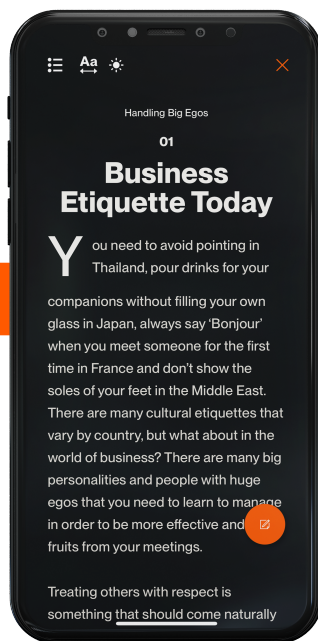 Aa
Handling Big Egos
01
Business
Etiquette Today
You need to avoid pointing in
Thailand, pour drinks for your
companions without filling your own
glass in Japan, always say ‘Bonjour’
when you meet someone for the first
time in France and don’t show the
soles of your feet in the Middle East.
There are many cultural etiquettes that
vary by country, but what about in the
world of business? There are many big
personalities and people with huge
egos that you need to learn to manage
in order to be more effective and
fruits from your meetings.
Treating others with respect is
something that should come naturally